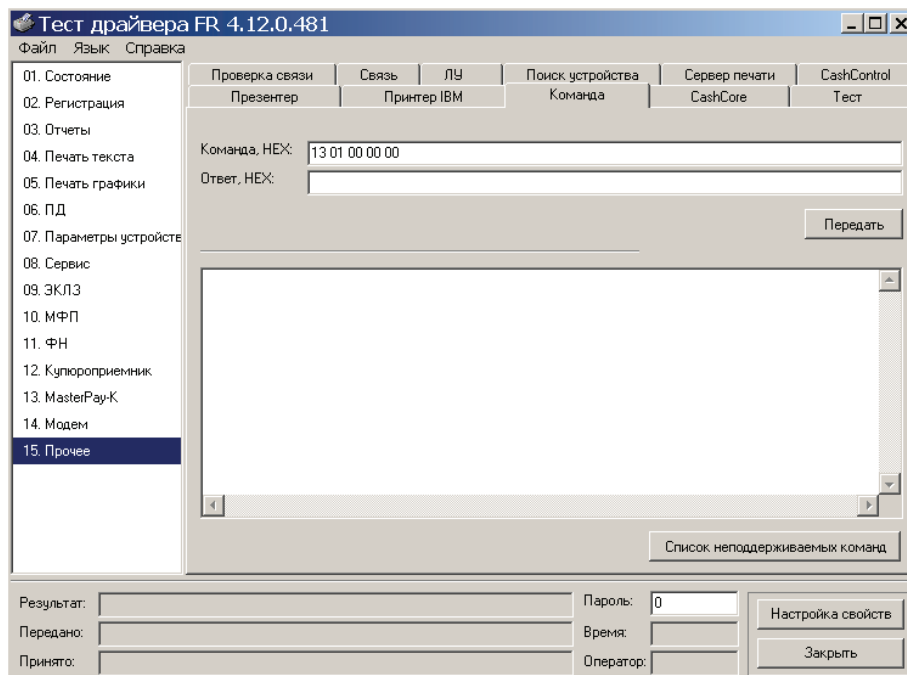 Тест драйвера FR 4.12.0.481
Файл Язык Справка
01. Состояние
02. Регистрация
03. Отчеты
04. Печать текста
05. Печать графики
06. ПД
07. Параметры устройств
08. Сервис
09. ЭКЛЗ
10. МФП
11. ФН
12. Купюроприемник
13. MasterPay-K
14. Модем
15. Прочее
Проверка связи Связь ЛУ Поиск устройства Сервер печати CashControl
Презентер Принтер IBM Команда CashCore Тест
Команда, HEX: 13 01 00 00 00
Ответ, HEX:
Передать
Список неподдерживаемых команд
Результат:
Передано:
Принято:
Пароль: 0
Время:
Оператор:
Настройка свойств
Закрыть